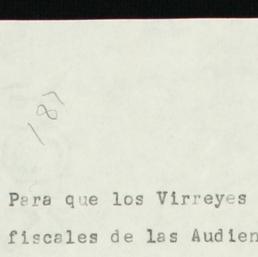 187
Para que los Virreyes
fiscales de las Audien